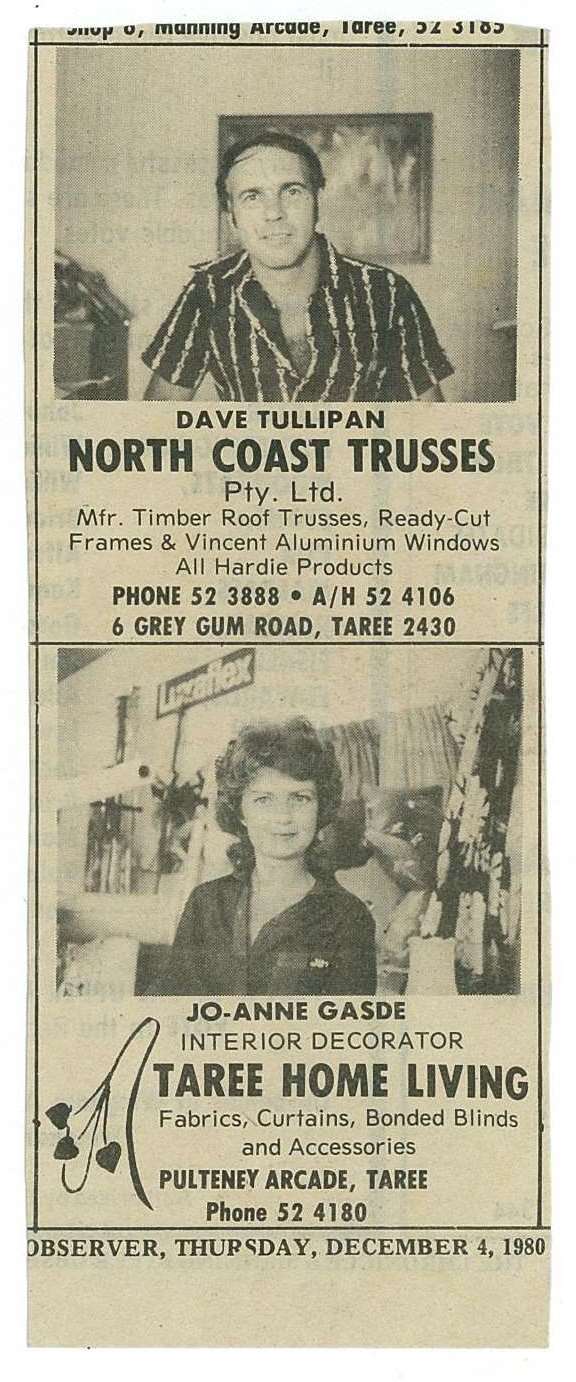 Shop 6, Manning Arcade, Taree, 52 3185
DAVE TULLIPAN
NORTH COAST TRUSSES
Pty. Ltd.
Mfr. Timber Roof Trusses, Ready-Cut
Frames & Vincent Aluminium Windows
All Hardie Products
PHONE 52 3888 • A/H 52 4106
6 GREY GUM ROAD, TAREE 2430
Luxaflex
JO-ANNE GASDE
INTERIOR DECORATOR
TAREE HOME LIVING
Fabrics, Curtains, Bonded Blinds
and Accessories
PULTENEY ARCADE, TAREE
Phone 52 4180
OBSERVER, THURSDAY, DECEMBER 4, 1980